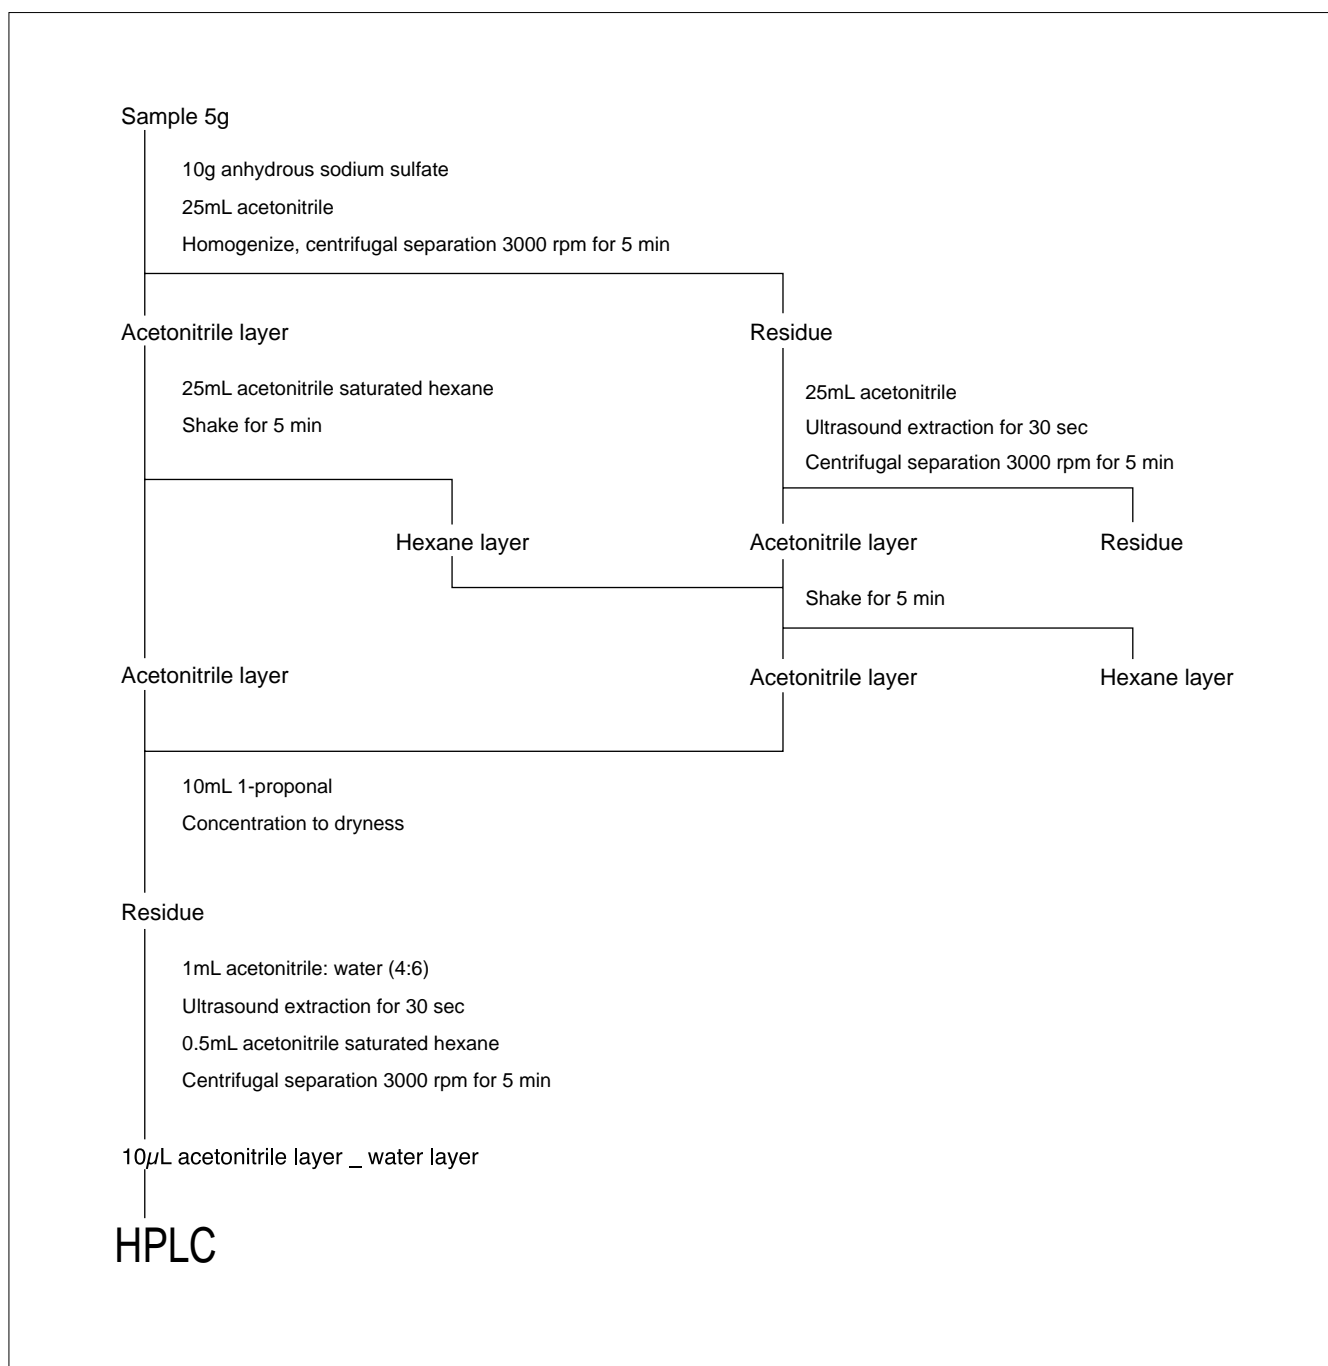 Sample 5g
10g anhydrous sodium sulfate
25mL acetonitrile
Homogenize, centrifugal separation 3000 rpm for 5 min
Acetonitrile layer
Residue
25mL acetonitrile saturated hexane
Shake for 5 min
25mL acetonitrile
Ultrasound extraction for 30 sec
Centrifugal separation 3000 rpm for 5 min
Hexane layer
Acetonitrile layer
Residue
Shake for 5 min
Acetonitrile layer
Acetonitrile layer
Hexane layer
10mL 1-proponal
Concentration to dryness
Residue
1mL acetonitrile: water (4:6)
Ultrasound extraction for 30 sec
0.5mL acetonitrile saturated hexane
Centrifugal separation 3000 rpm for 5 min
10µL acetonitrile layer _ water layer
HPLC